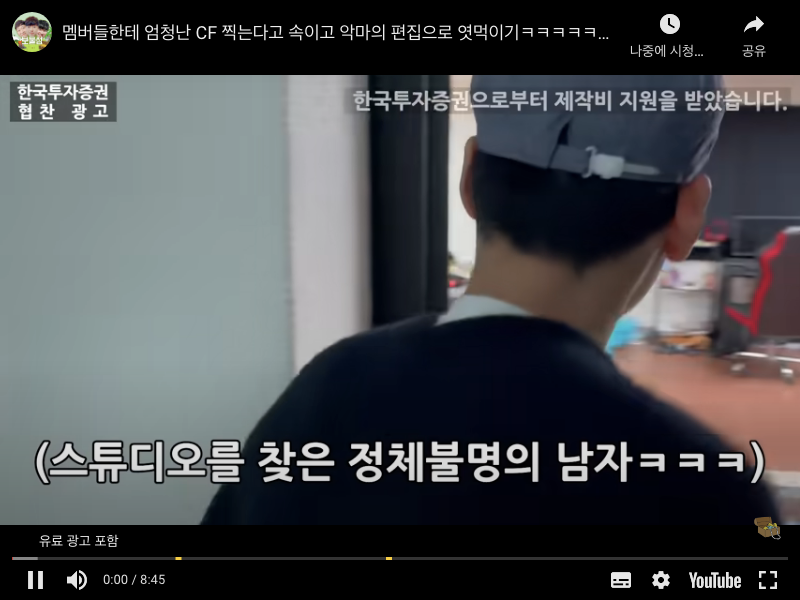 보물섬
멤버들한테 엄청난 CF 찍는다고 속이고 악마의 편집으로 엿먹이기ㅋㅋㅋㅋㅋ...
나중에 시청...
공유
한국투자증권
협찬 광고
한국투자증권으로부터 제작비 지원을 받았습니다.
(스튜디오를 찾은 정체불명의 남자ㅋㅋㅋ)
유료 광고 포함
0:00 / 8:45
YouTube